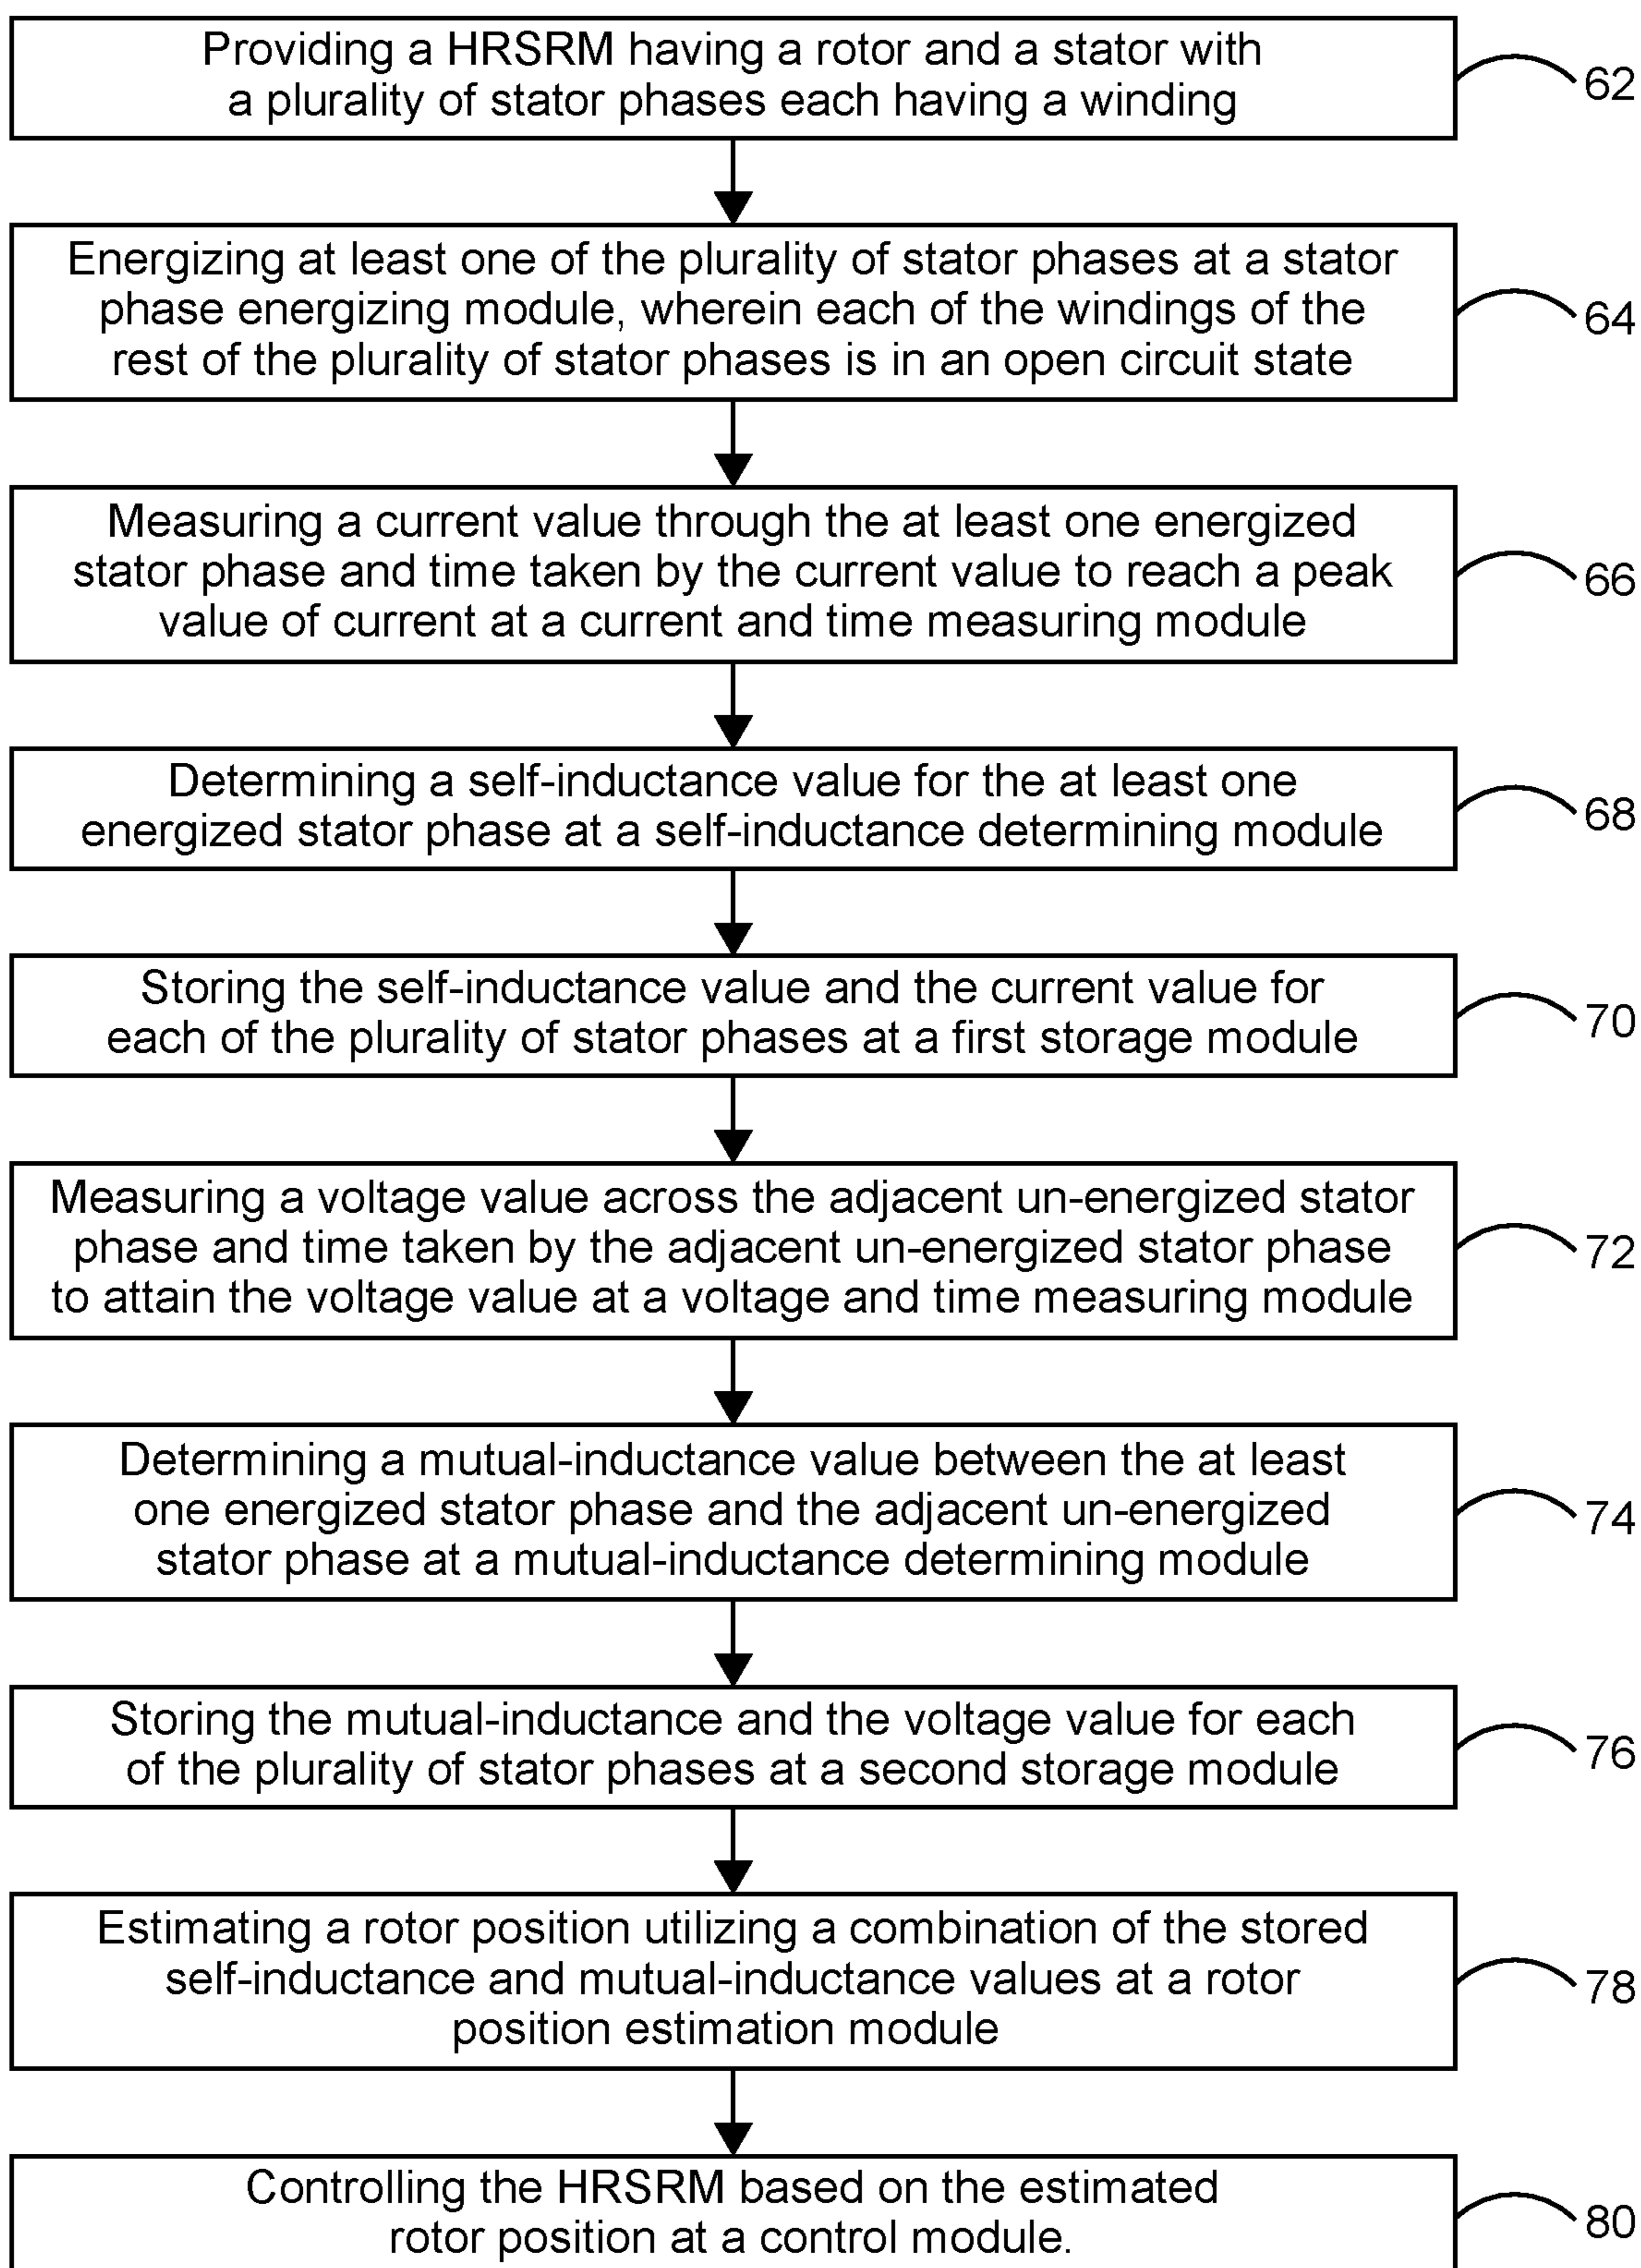 Providing a HRSRM having a rotor and a stator with
a plurality of stator phases each having a winding
62
Energizing at least one of the plurality of stator phases at a stator
phase energizing module, wherein each of the windings of the
rest of the plurality of stator phases is in an open circuit state
64
Measuring a current value through the at least one energized
stator phase and time taken by the current value to reach a peak
value of current at a current and time measuring module
66
Determining a self-inductance value for the at least one
energized stator phase at a self-inductance determining module
68
Storing the self-inductance value and the current value for
each of the plurality of stator phases at a first storage module
70
Measuring a voltage value across the adjacent un-energized stator
phase and time taken by the adjacent un-energized stator phase
to attain the voltage value at a voltage and time measuring module
72
Determining a mutual-inductance value between the at least
one energized stator phase and the adjacent un-energized
stator phase at a mutual-inductance determining module
74
Storing the mutual-inductance and the voltage value for each
of the plurality of stator phases at a second storage module
76
Estimating a rotor position utilizing a combination of the stored
self-inductance and mutual-inductance values at a rotor
position estimation module
78
Controlling the HRSRM based on the estimated
rotor position at a control module.
80